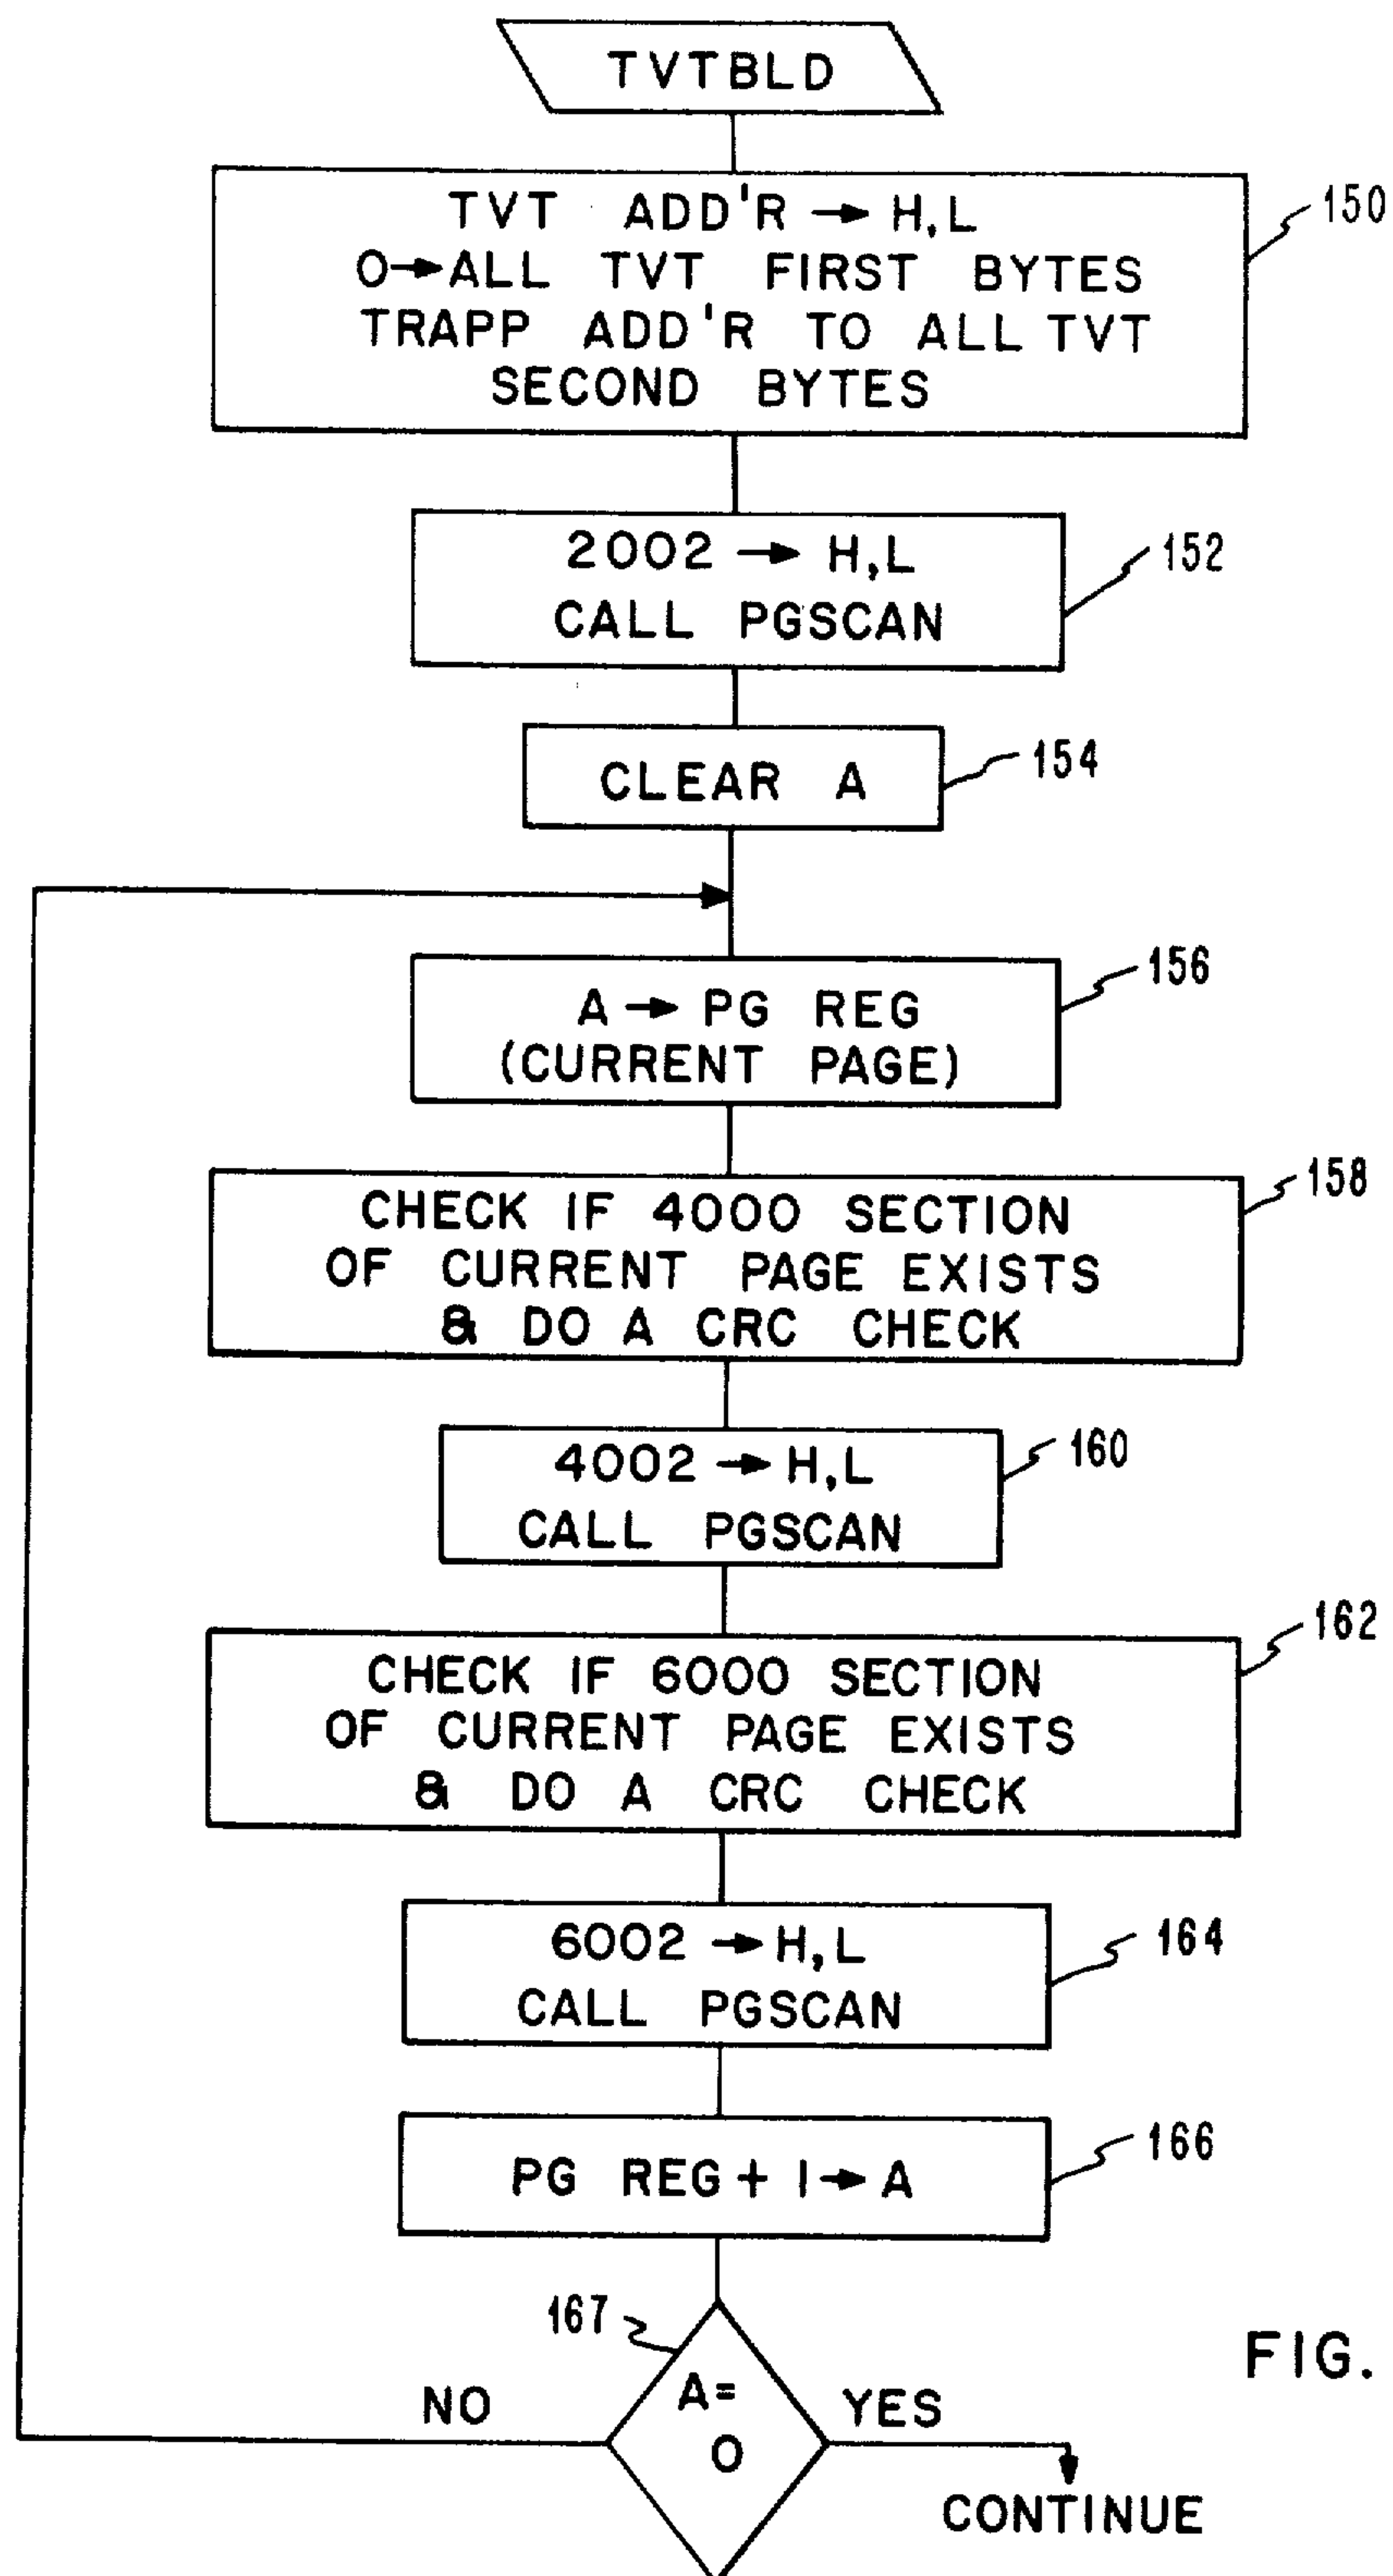 TVTBLD
TVT ADD'R → H,L
0→ALL TVT FIRST BYTES
TRAPP ADD'R TO ALL TVT
SECOND BYTES
150
2002 → H,L
CALL PGSCAN
152
CLEAR A
154
A → PG REG
(CURRENT PAGE)
156
CHECK IF 4000 SECTION
OF CURRENT PAGE EXISTS
& DO A CRC CHECK
158
4002 → H,L
CALL PGSCAN
160
CHECK IF 6000 SECTION
OF CURRENT PAGE EXISTS
& DO A CRC CHECK
162
6002 → H,L
CALL PGSCAN
164
PG REG + 1 → A
166
167
A=
0
NO
YES
CONTINUE
FIG.